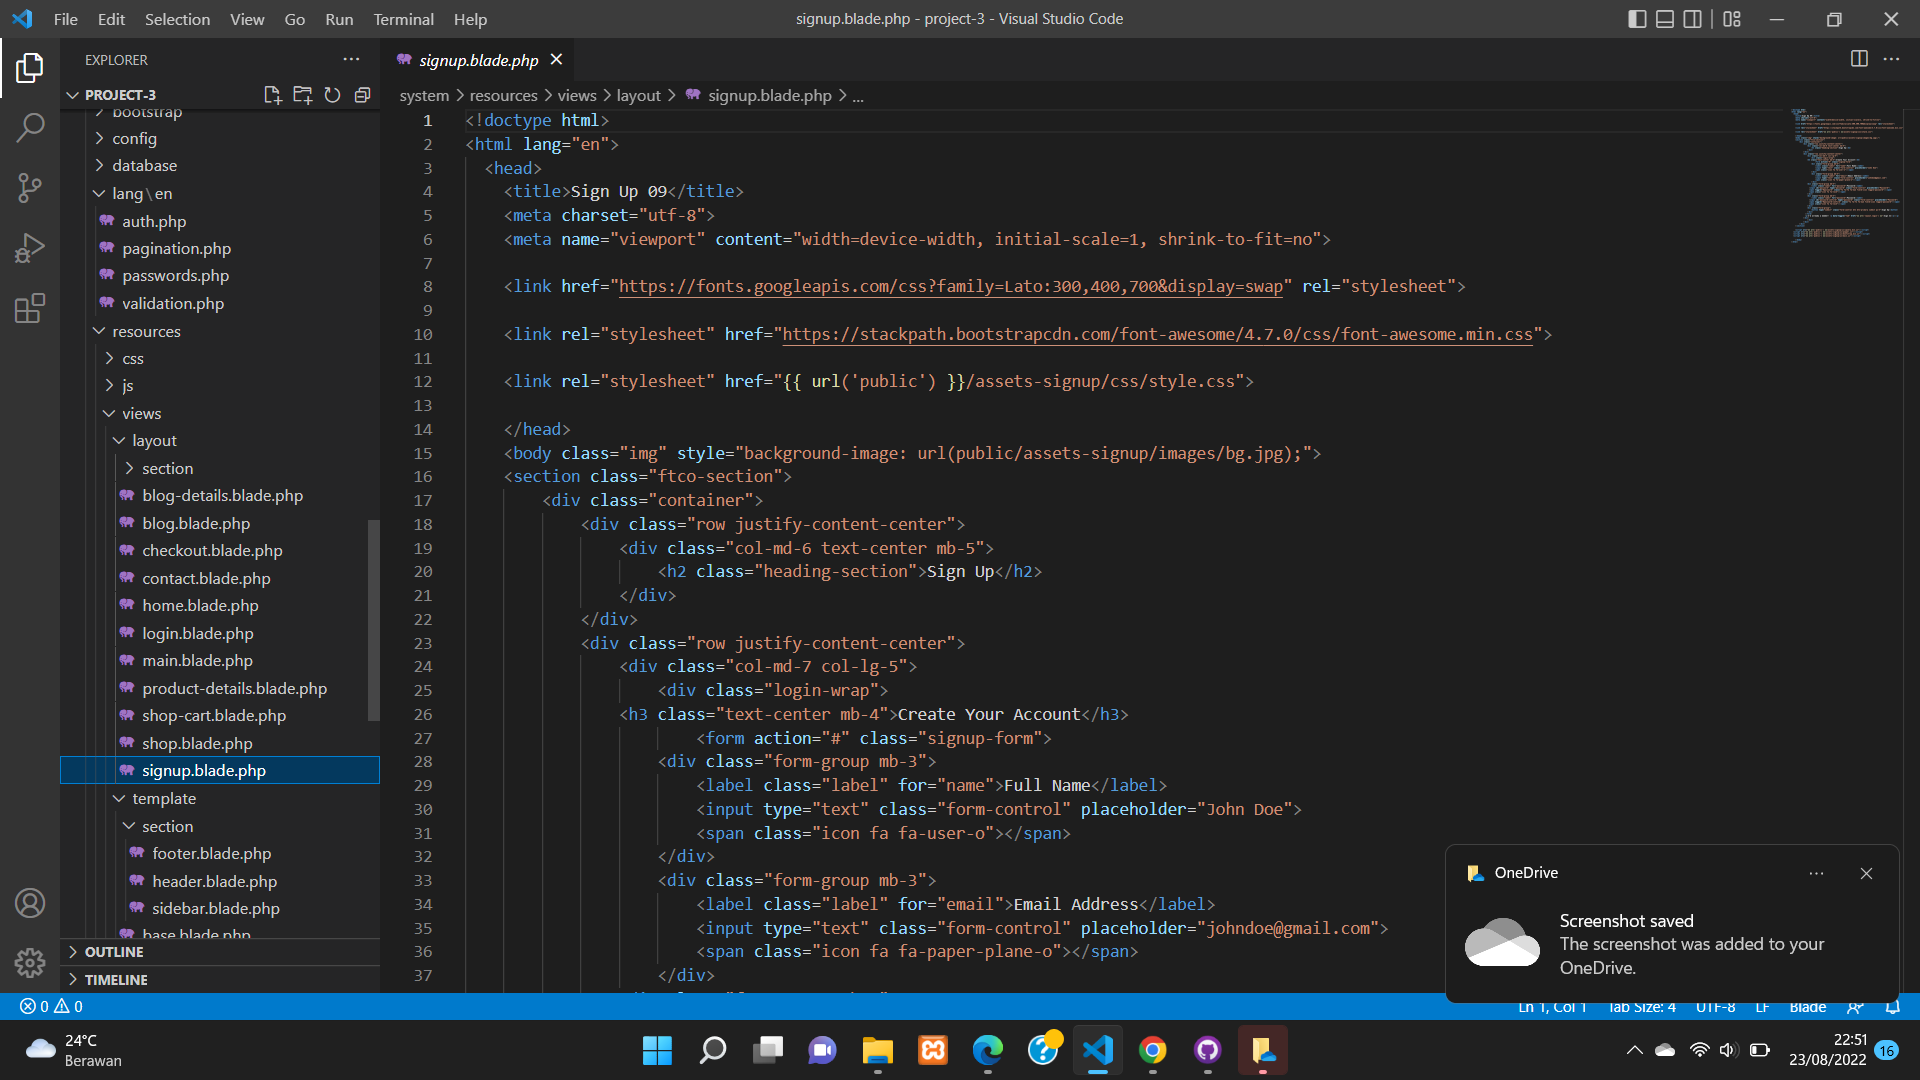 File Edit Selection View Go Run Terminal Help
signup.blade.php - project-3 - Visual Studio Code
EXPLORER
PROJECT-3
bootstrap
config
database
lang\en
auth.php
pagination.php
passwords.php
validation.php
resources
css
js
views
layout
section
blog-details.blade.php
blog.blade.php
checkout.blade.php
contact.blade.php
home.blade.php
login.blade.php
main.blade.php
product-details.blade.php
shop-cart.blade.php
shop.blade.php
signup.blade.php
template
section
footer.blade.php
header.blade.php
sidebar.blade.php
base.blade.php
OUTLINE
TIMELINE
signup.blade.php
system > resources > views > layout > signup.blade.php > ...
1 <!doctype html>
2 <html lang="en">
3 <head>
4 <title>Sign Up 09</title>
5 <meta charset="utf-8">
6 <meta name="viewport" content="width=device-width, initial-scale=1, shrink-to-fit=no">
7
8 <link href="https://fonts.googleapis.com/css?family=Lato:300,400,700&display=swap" rel="stylesheet">
9
10 <link rel="stylesheet" href="https://stackpath.bootstrapcdn.com/font-awesome/4.7.0/css/font-awesome.min.css">
11
12 <link rel="stylesheet" href="{{ url('public') }}/assets-signup/css/style.css">
13
14 </head>
15 <body class="img" style="background-image: url(public/assets-signup/images/bg.jpg);">
16 <section class="ftco-section">
17 <div class="container">
18 <div class="row justify-content-center">
19 <div class="col-md-6 text-center mb-5">
20 <h2 class="heading-section">Sign Up</h2>
21 </div>
22 </div>
23 <div class="row justify-content-center">
24 <div class="col-md-7 col-lg-5">
25 <div class="login-wrap">
26 <h3 class="text-center mb-4">Create Your Account</h3>
27 <form action="#" class="signup-form">
28 <div class="form-group mb-3">
29 <label class="label" for="name">Full Name</label>
30 <input type="text" class="form-control" placeholder="John Doe">
31 <span class="icon fa fa-user-o"></span>
32 </div>
33 <div class="form-group mb-3">
34 <label class="label" for="email">Email Address</label>
35 <input type="text" class="form-control" placeholder="johndoe@gmail.com">
36 <span class="icon fa fa-paper-plane-o"></span>
37 </div>
OneDrive
Screenshot saved
The screenshot was added to your
OneDrive.
0 0
Ln 1, Col 1 Tab Size: 4 UTF-8 LF Blade
24°C
Berawan
22:51
23/08/2022
16